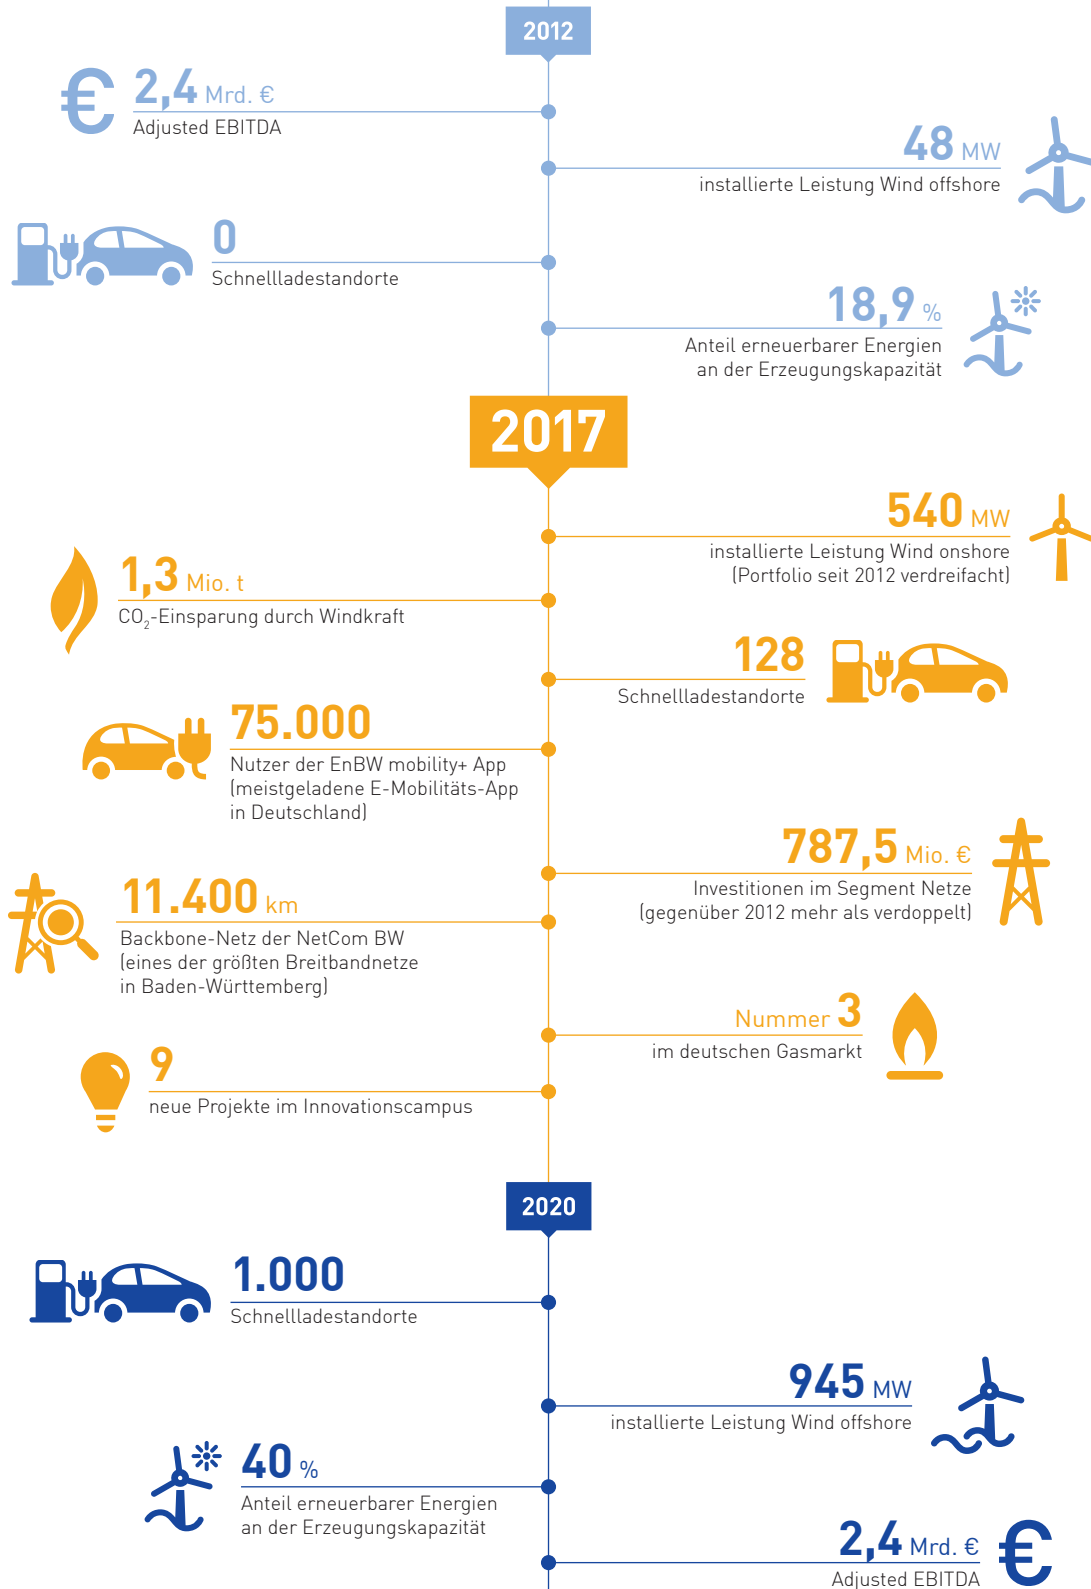 2012
2,4 Mrd. €
Adjusted EBITDA
48 MW
installierte Leistung Wind offshore
0
Schnellladestandorte
18,9 %
Anteil erneuerbarer Energien
an der Erzeugungskapazität
2017
540 MW
installierte Leistung Wind onshore
(Portfolio seit 2012 verdreifacht)
1,3 Mio. t
CO₂-Einsparung durch Windkraft
128
Schnellladestandorte
75.000
Nutzer der EnBW mobility+ App
(meistgeladene E-Mobilitäts-App
in Deutschland)
787,5 Mio. €
Investitionen im Segment Netze
(gegenüber 2012 mehr als verdoppelt)
11.400 km
Backbone-Netz der NetCom BW
(eines der größten Breitbandnetze
in Baden-Württemberg)
Nummer 3
im deutschen Gasmarkt
9
neue Projekte im Innovationscampus
2020
1.000
Schnellladestandorte
945 MW
installierte Leistung Wind offshore
40 %
Anteil erneuerbarer Energien
an der Erzeugungskapazität
2,4 Mrd. €
Adjusted EBITDA